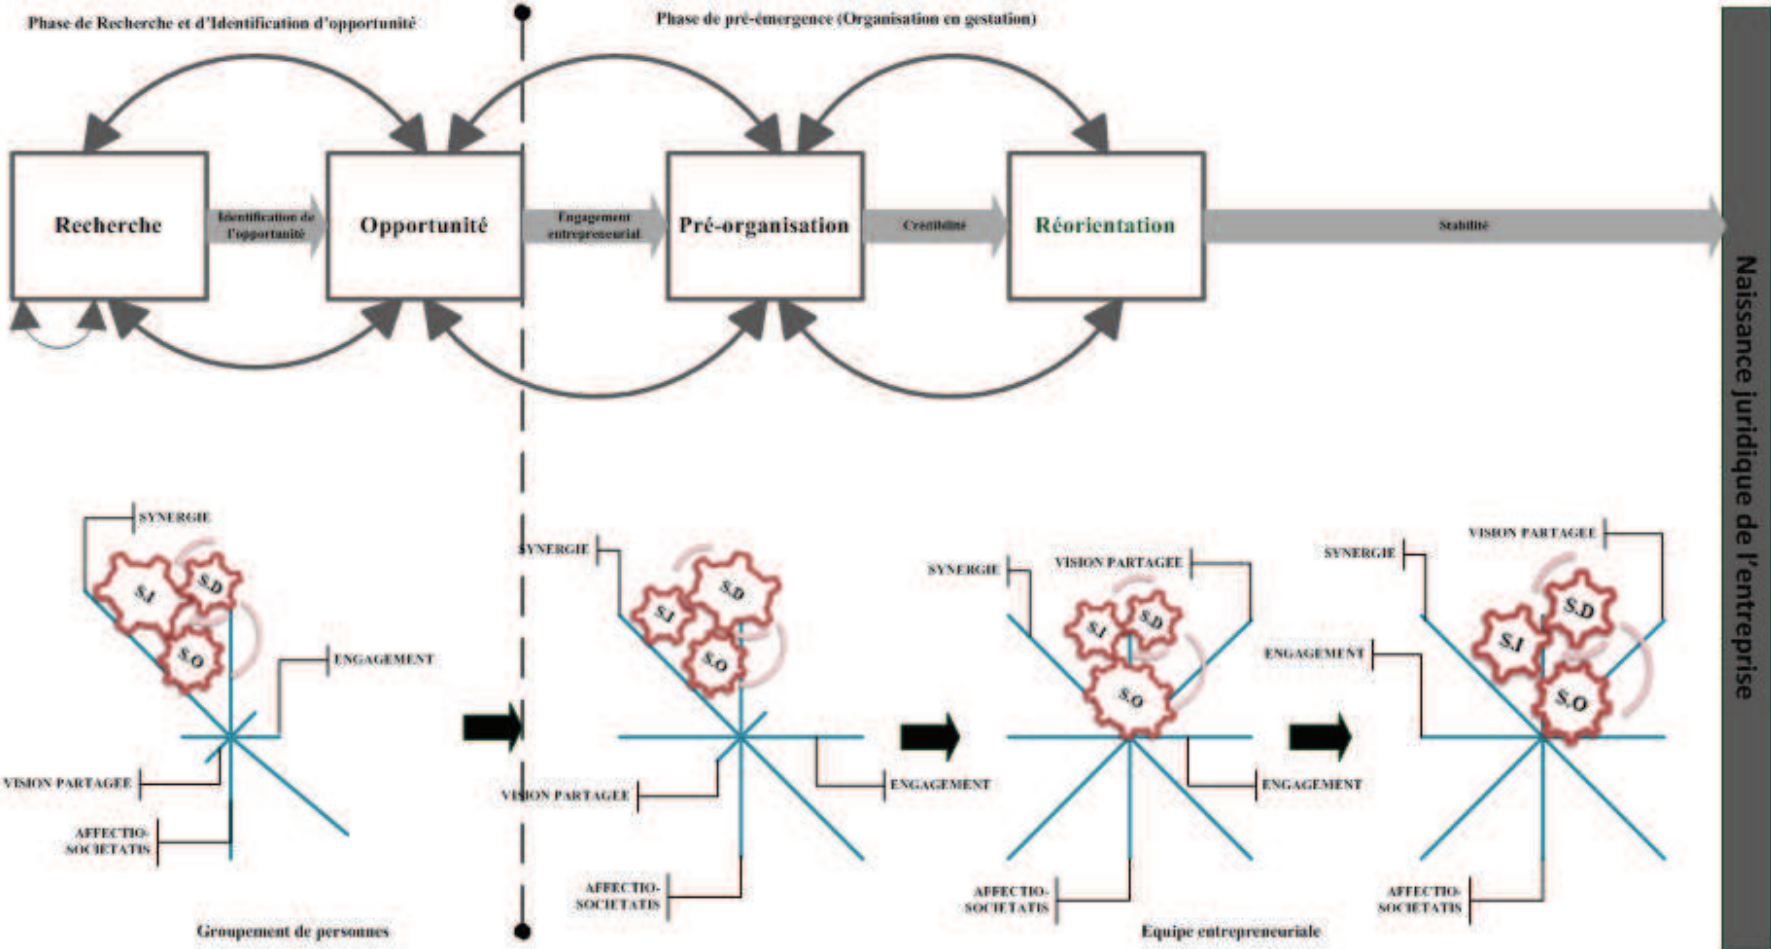 Phase de Recherche et d'Identification d'opportunité
Phase de pré-émergence (Organisation en gestation)
Recherche
Identification de
l'opportunité
Opportunité
Engagement
entrepreneurial
Pré-organisation
Crédibilité
Réorientation
Stabilité
Naissance juridique de l'entreprise
SYNERGIE
S.I
S.D
S.O
ENGAGEMENT
VISION PARTAGEE
AFFECTIO-
SOCIETATIS
SYNERGIE
S.I
S.D
S.O
ENGAGEMENT
VISION PARTAGEE
AFFECTIO-
SOCIETATIS
SYNERGIE
VISION PARTAGEE
S.I
S.D
S.O
ENGAGEMENT
AFFECTIO-
SOCIETATIS
SYNERGIE
VISION PARTAGEE
S.D
S.I
S.O
ENGAGEMENT
AFFECTIO-
SOCIETATIS
Groupement de personnes
Equipe entrepreneuriale